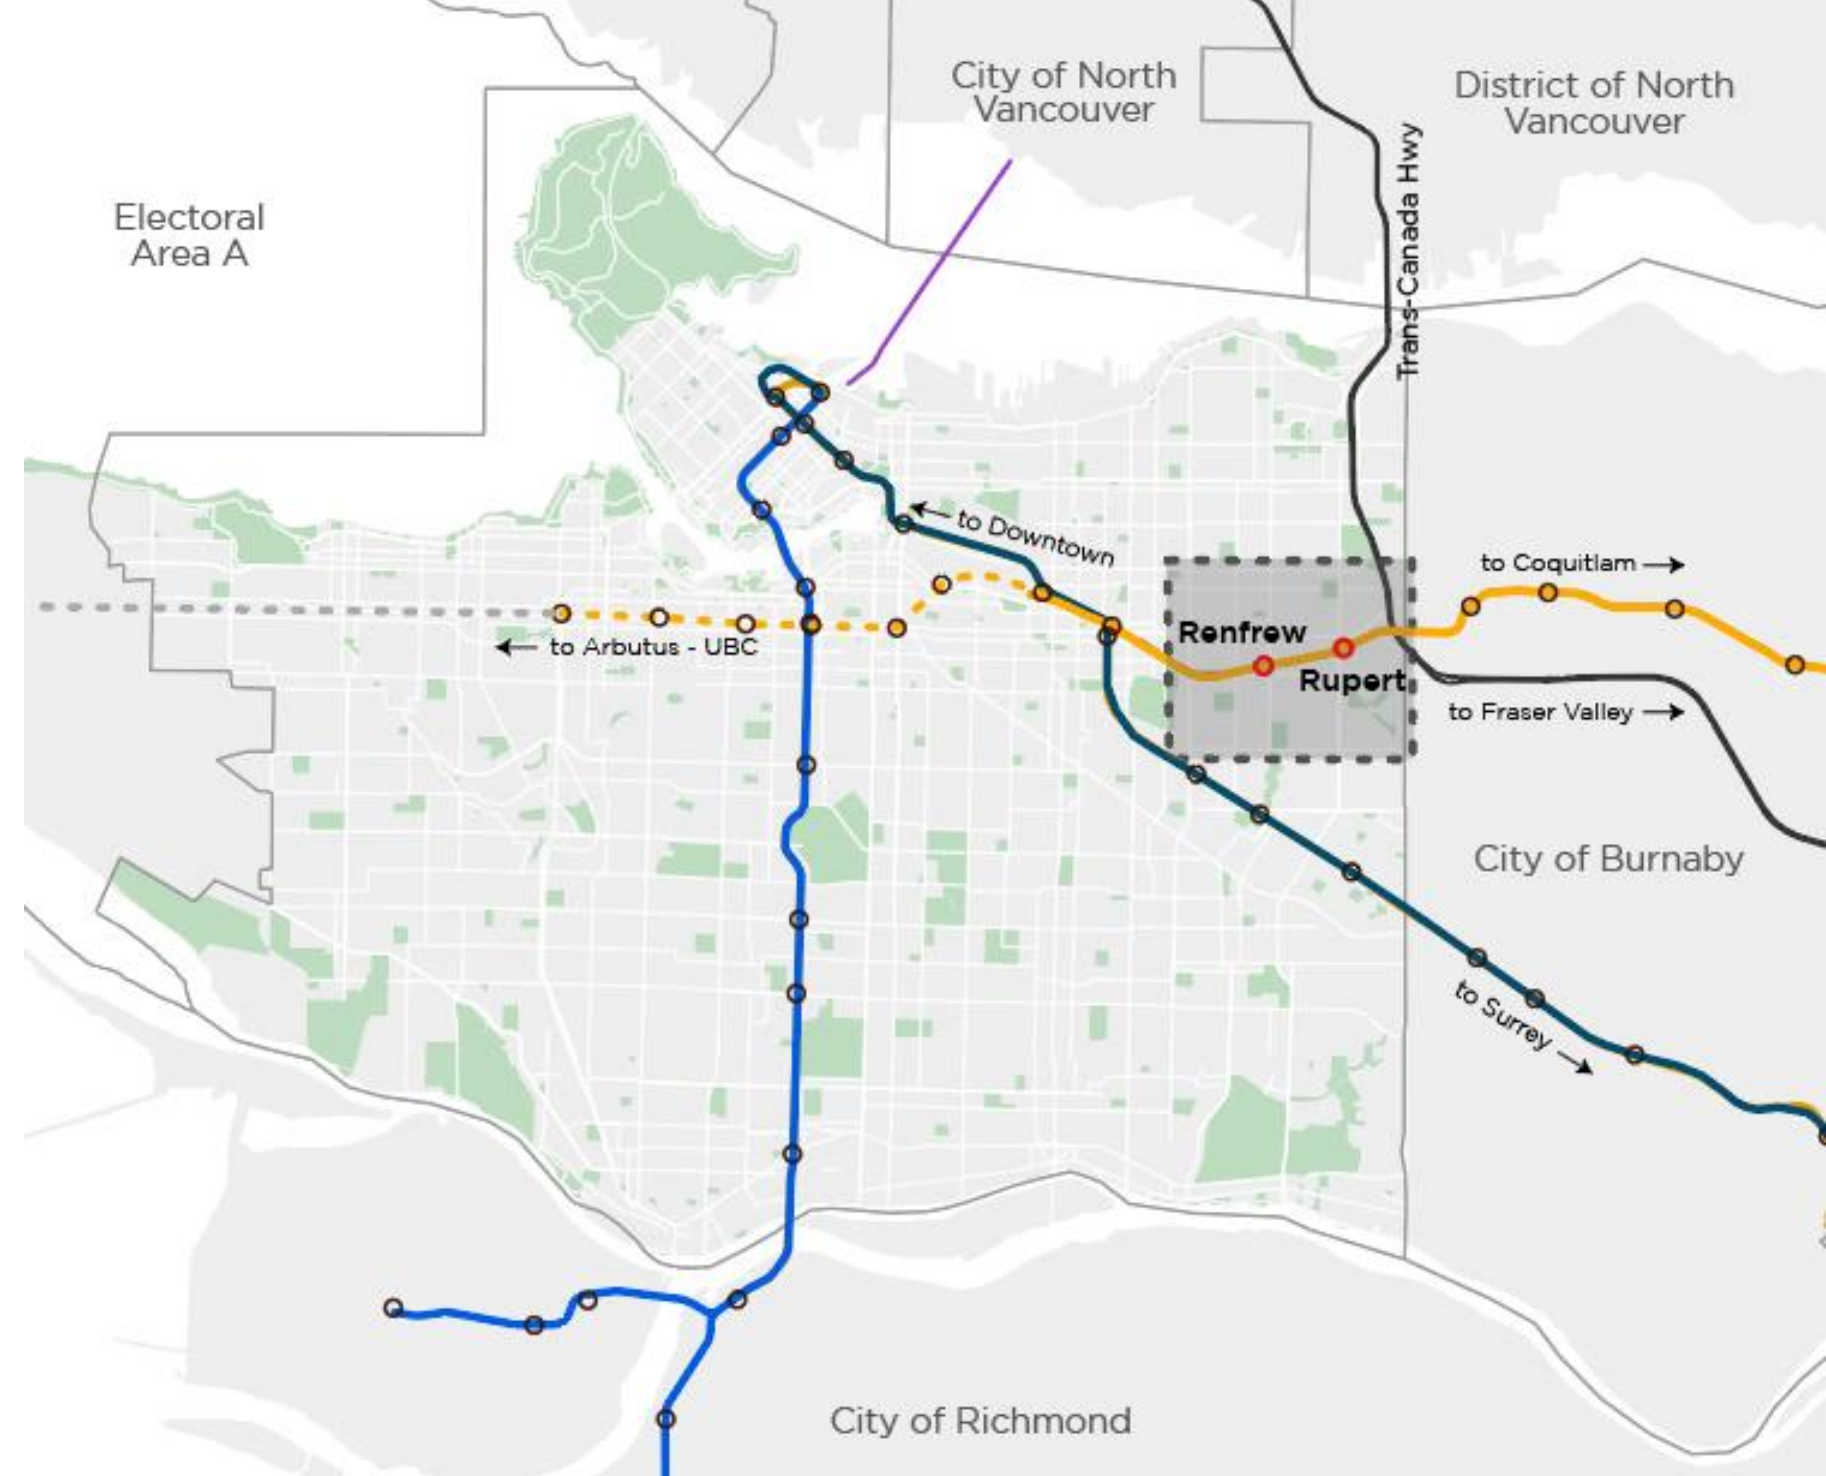 City of North
Vancouver
District of North
Vancouver
Trans-Canada Hwy
Electoral
Area A
← to Downtown
to Coquitlam →
Renfrew
← to Arbutus - UBC
Rupert
to Fraser Valley →
City of Burnaby
to Surrey →
City of Richmond